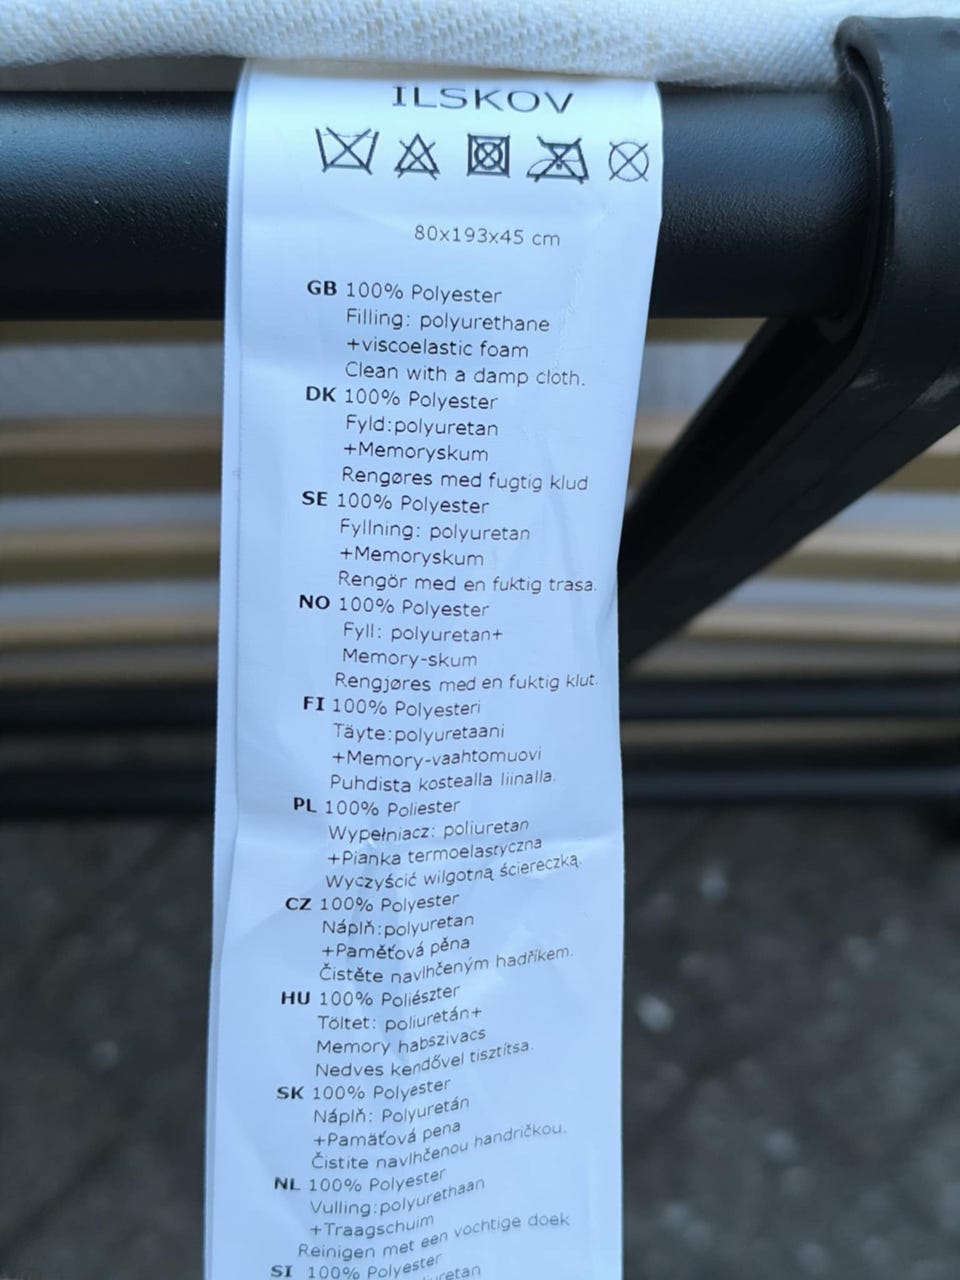 ILSKOV
80x193x45 cm
GB 100% Polyester
Filling: polyurethane
+viscoelastic foam
Clean with a damp cloth.
DK 100% Polyester
Fyld:polyuretan
+Memoryskum
Rengøres med fugtig klud
SE 100% Polyester
Fyllning: polyuretan
+Memoryskum
Rengör med en fuktig trasa.
NO 100% Polyester
Fyll: polyuretan+
Memory-skum
Rengjøres med en fuktig klut.
FI 100% Polyesteri
Täyte:polyuretaani
+Memory-vaahtomuovi
Puhdista kostealla liinalla.
PL 100% Poliester
Wypełniacz: poliuretan
+Pianka termoelastyczna
Wyczyścić wilgotną ściereczką.
CZ 100% Polyester
Náplň:polyuretan
+Paměťová pěna
Čistěte navlhčeným hadříkem.
HU 100% Poliészter
Töltet: poliuretán+
Memory habszivacs
Nedves kendővel tisztítsa.
SK 100% Polyester
Náplň: Polyuretán
+Pamäťová pena
Čistite navlhčenou handričkou.
NL 100% Polyester
Vulling:polyurethaan
+Traagschuim
Reinigen met een vochtige doek
SI 100% Polyester